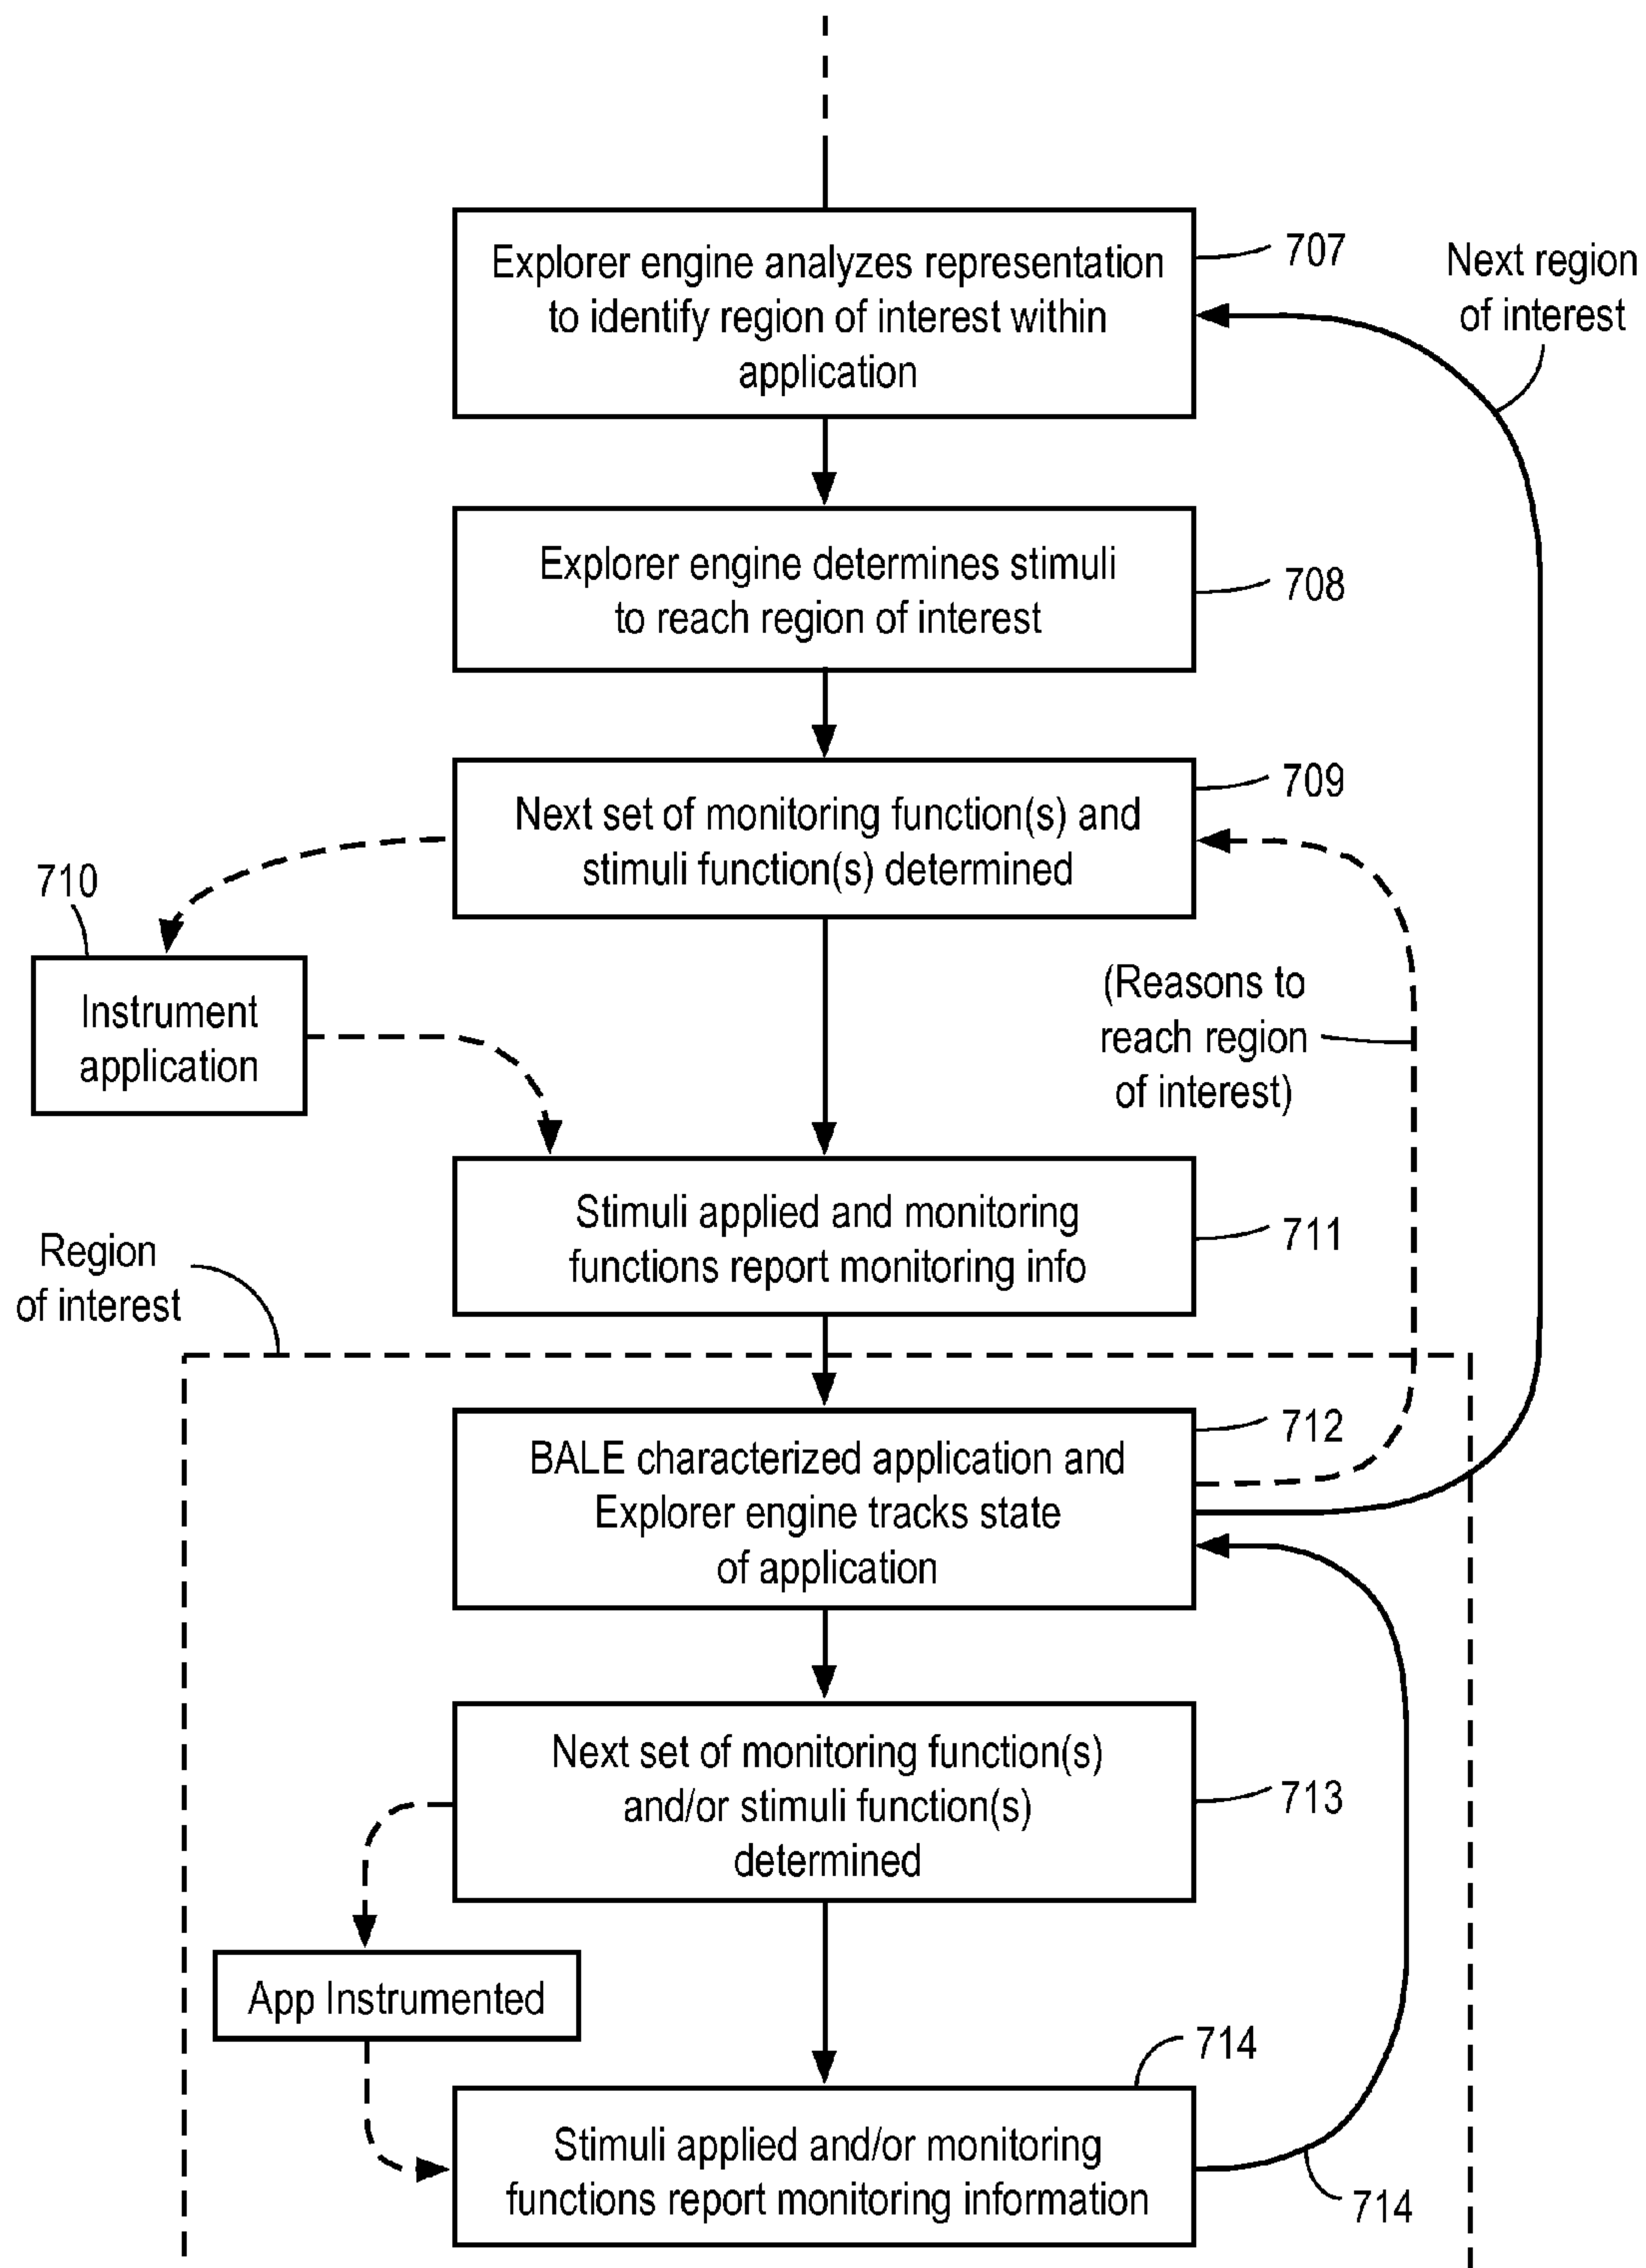 Explorer engine analyzes representation
to identify region of interest within
application
707
Next region
of interest
Explorer engine determines stimuli
to reach region of interest
708
Next set of monitoring function(s) and
stimuli function(s) determined
709
710
Instrument
application
(Reasons to
reach region
of interest)
Stimuli applied and monitoring
functions report monitoring info
711
Region
of interest
BALE characterized application and
Explorer engine tracks state
of application
712
Next set of monitoring function(s)
and/or stimuli function(s)
determined
713
App Instrumented
714
Stimuli applied and/or monitoring
functions report monitoring information
714